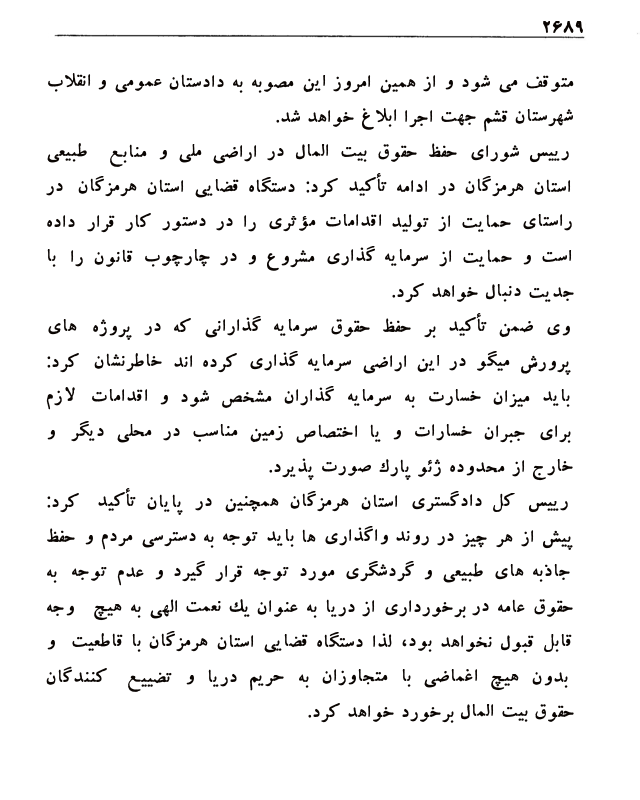 ۲۶۸۹
متوقف می شود و از همین امروز این مصوبه به دادستان عمومی و انقلاب
شهرستان قشم جهت اجرا ابلاغ خواهد شد.
رییس شورای حفظ حقوق بیت المال در اراضی ملی و منابع طبیعی
استان هرمزگان در ادامه تأکید کرد: دستگاه قضایی استان هرمزگان در
راستای حمایت از تولید اقدامات مؤثری را در دستور کار قرار داده
است و حمایت از سرمایه گذاری مشروع و در چارچوب قانون را با
جدیت دنبال خواهد کرد.
وی ضمن تأکید بر حفظ حقوق سرمایه گذارانی که در پروژه های
پرورش میگو در این اراضی سرمایه گذاری کرده اند خاطرنشان کرد:
باید میزان خسارت به سرمایه گذاران مشخص شود و اقدامات لازم
برای جبران خسارات و یا اختصاص زمین مناسب در محلی دیگر و
خارج از محدوده ژئو پارك صورت پذیرد.
رییس کل دادگستری استان هرمزگان همچنین در پایان تأکید کرد:
پیش از هر چیز در روند واگذاری ها باید توجه به دسترسی مردم و حفظ
جاذبه های طبیعی و گردشگری مورد توجه قرار گیرد و عدم توجه به
حقوق عامه در برخورداری از دریا به عنوان یك نعمت الهی به هیچ وجه
قابل قبول نخواهد بود، لذا دستگاه قضایی استان هرمزگان با قاطعیت و
بدون هیچ اغماضی با متجاوزان به حریم دریا و تضییع کنندگان
حقوق بیت المال برخورد خواهد کرد.